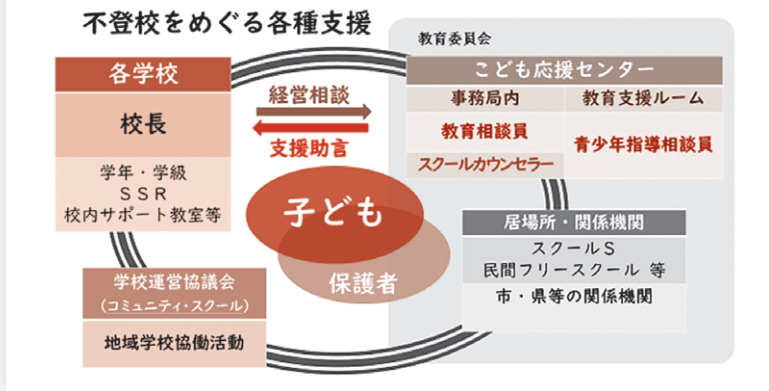 不登校をめぐる各種支援
教育委員会
各学校
校長
学年・学級
SSR
校内サポート教室等
経営相談
支援助言
こども応援センター
事務局内
教育支援ルーム
教育相談員
青少年指導相談員
スクールカウンセラー
子ども
保護者
居場所・関係機関
スクールS
民間フリースクール 等
市・県等の関係機関
学校運営協議会
(コミュニティ・スクール)
地域学校協働活動